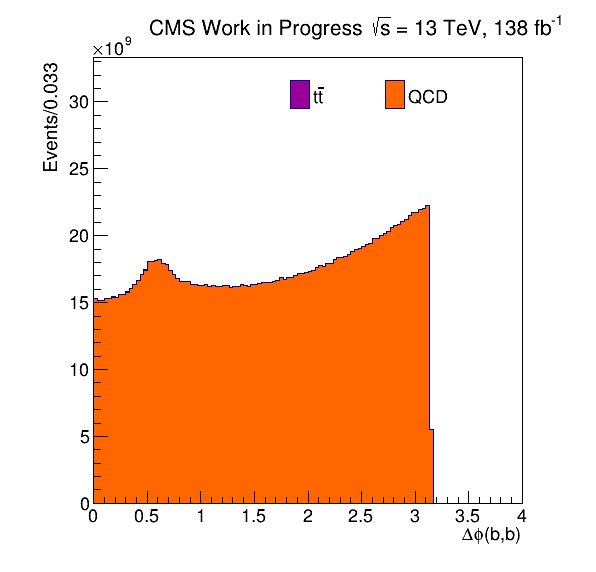 CMS Work in Progress √s = 13 TeV, 138 fb⁻¹
×10⁹
Events/0.033
tt̄
QCD
30
25
20
15
10
5
0
0 0.5 1 1.5 2 2.5 3 3.5 4
Δϕ(b,b)